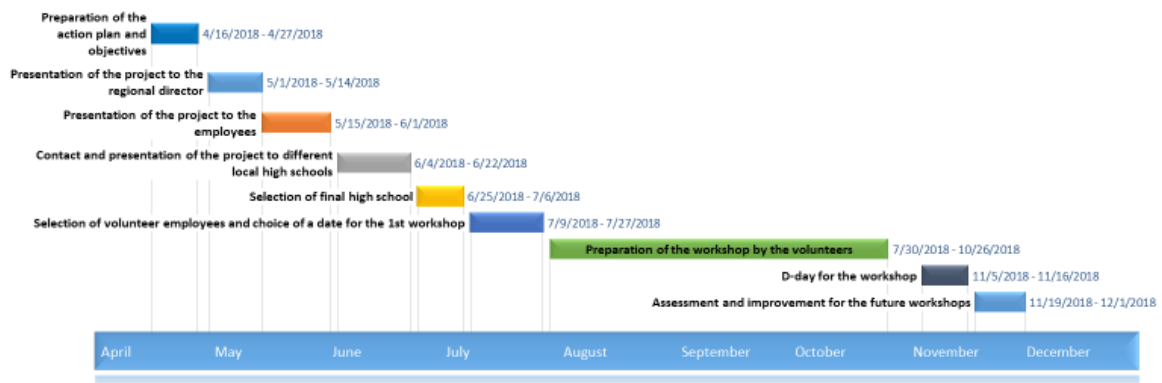 Preparation of the
action plan and
objectives
4/16/2018 - 4/27/2018
Presentation of the project to the
regional director
5/1/2018 - 5/14/2018
Presentation of the project to the
employees
5/15/2018 - 6/1/2018
Contact and presentation of the project to different
local high schools
6/4/2018 - 6/22/2018
Selection of final high school
6/25/2018 - 7/6/2018
Selection of volunteer employees and choice of a date for the 1st workshop
7/9/2018 - 7/27/2018
Preparation of the workshop by the volunteers
7/30/2018 - 10/26/2018
D-day for the workshop
11/5/2018 - 11/16/2018
Assessment and improvement for the future workshops
11/19/2018 - 12/1/2018
April May June July August September October November December